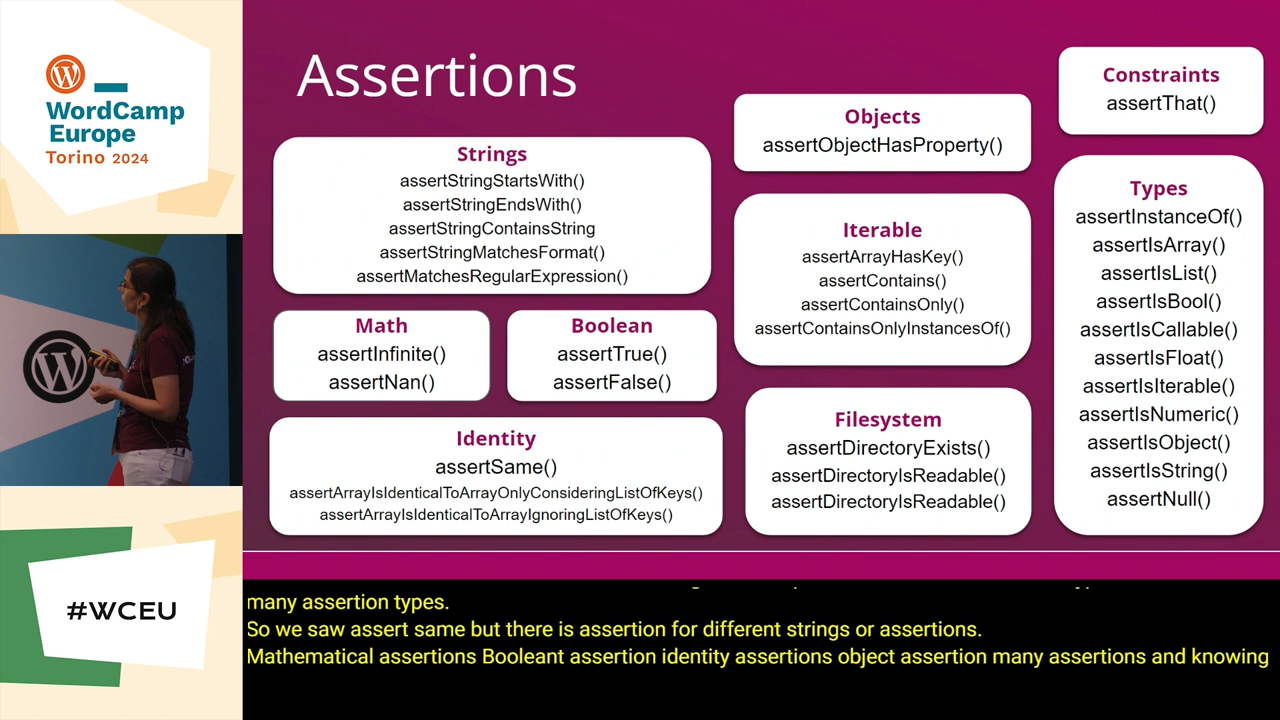 WordCamp
Europe
Torino 2024
#WCEU
Assertions
Strings
assertStringStartsWith()
assertStringEndsWith()
assertStringContainsString
assertStringMatchesFormat()
assertMatchesRegularExpression()
Math
assertInfinite()
assertNan()
Boolean
assertTrue()
assertFalse()
Identity
assertSame()
assertArrayIsIdenticalToArrayOnlyConsideringListOfKeys()
assertArrayIsIdenticalToArrayIgnoringListOfKeys()
Objects
assertObjectHasProperty()
Iterable
assertArrayHasKey()
assertContains()
assertContainsOnly()
assertContainsOnlyInstancesOf()
Filesystem
assertDirectoryExists()
assertDirectoryIsReadable()
assertDirectoryIsReadable()
Constraints
assertThat()
Types
assertInstanceOf()
assertIsArray()
assertIsList()
assertIsBool()
assertIsCallable()
assertIsFloat()
assertIsIterable()
assertIsNumeric()
assertIsObject()
assertIsString()
assertNull()
many assertion types.
So we saw assert same but there is assertion for different strings or assertions.
Mathematical assertions Booleant assertion identity assertions object assertion many assertions and knowing